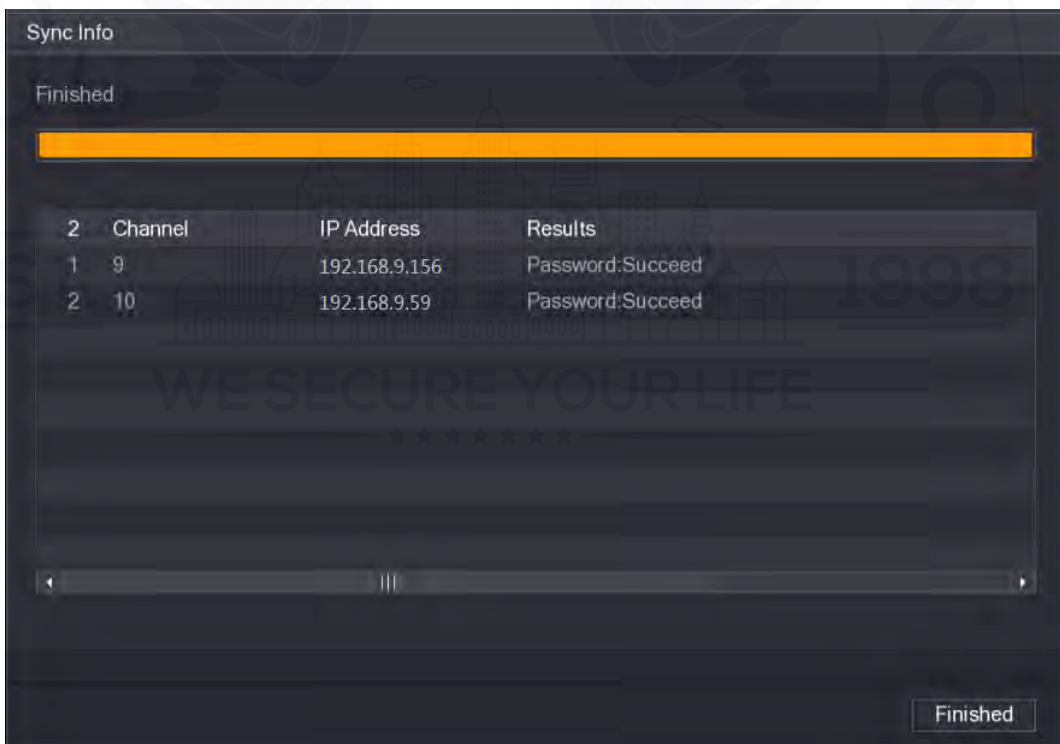 Sync Info
Finished
2 Channel IP Address Results
1 9 192.168.9.156 Password:Succeed
2 10 192.168.9.59 Password:Succeed
1998
WE SECURE YOUR LIFE
Finished